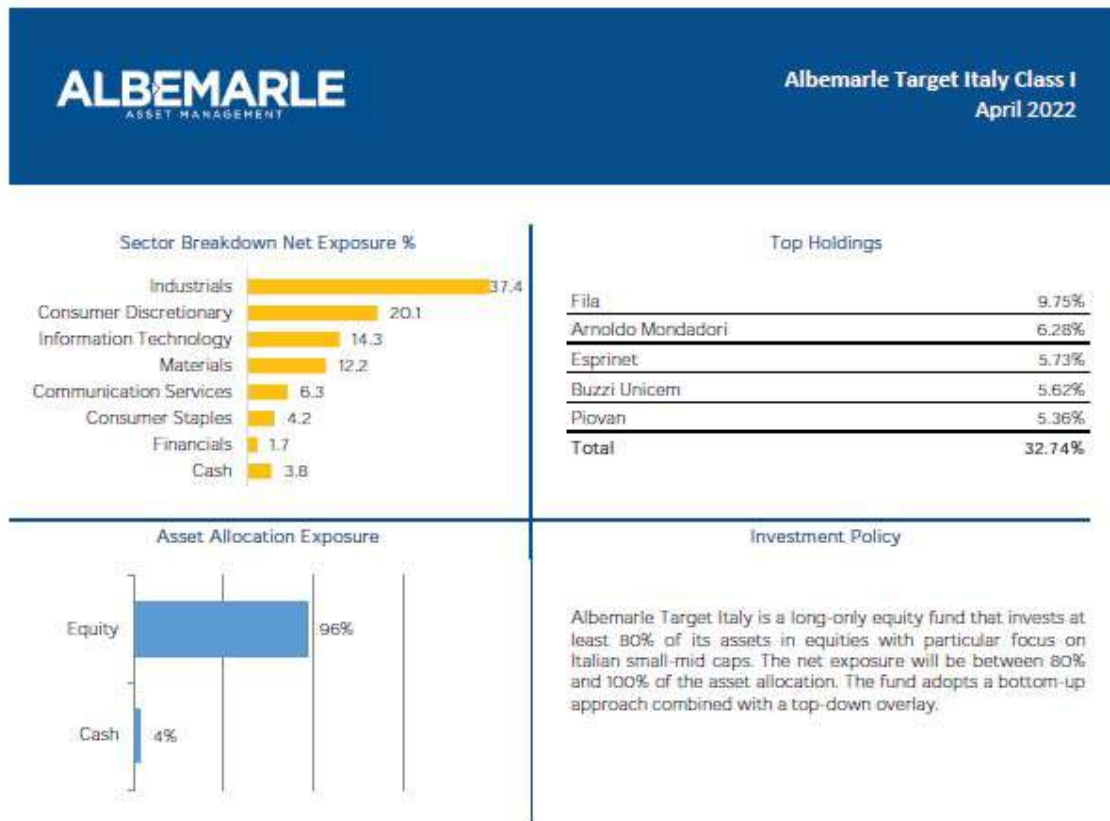 ALBEMARLE
ASSET MANAGEMENT
Albemarle Target Italy Class I
April 2022
Sector Breakdown Net Exposure %
Industrials 37.4
Consumer Discretionary 20.1
Information Technology 14.3
Materials 12.2
Communication Services 6.3
Consumer Staples 4.2
Financials 1.7
Cash 3.8
Top Holdings
Fila 9.75%
Arnoldo Mondadori 6.28%
Esprinet 5.73%
Buzzi Unicem 5.62%
Piovan 5.36%
Total 32.74%
Asset Allocation Exposure
Equity 96%
Cash 4%
Investment Policy
Albemarle Target Italy is a long-only equity fund that invests at
least 80% of its assets in equities with particular focus on
Italian small-mid caps. The net exposure will be between 80%
and 100% of the asset allocation. The fund adopts a bottom-up
approach combined with a top-down overlay.